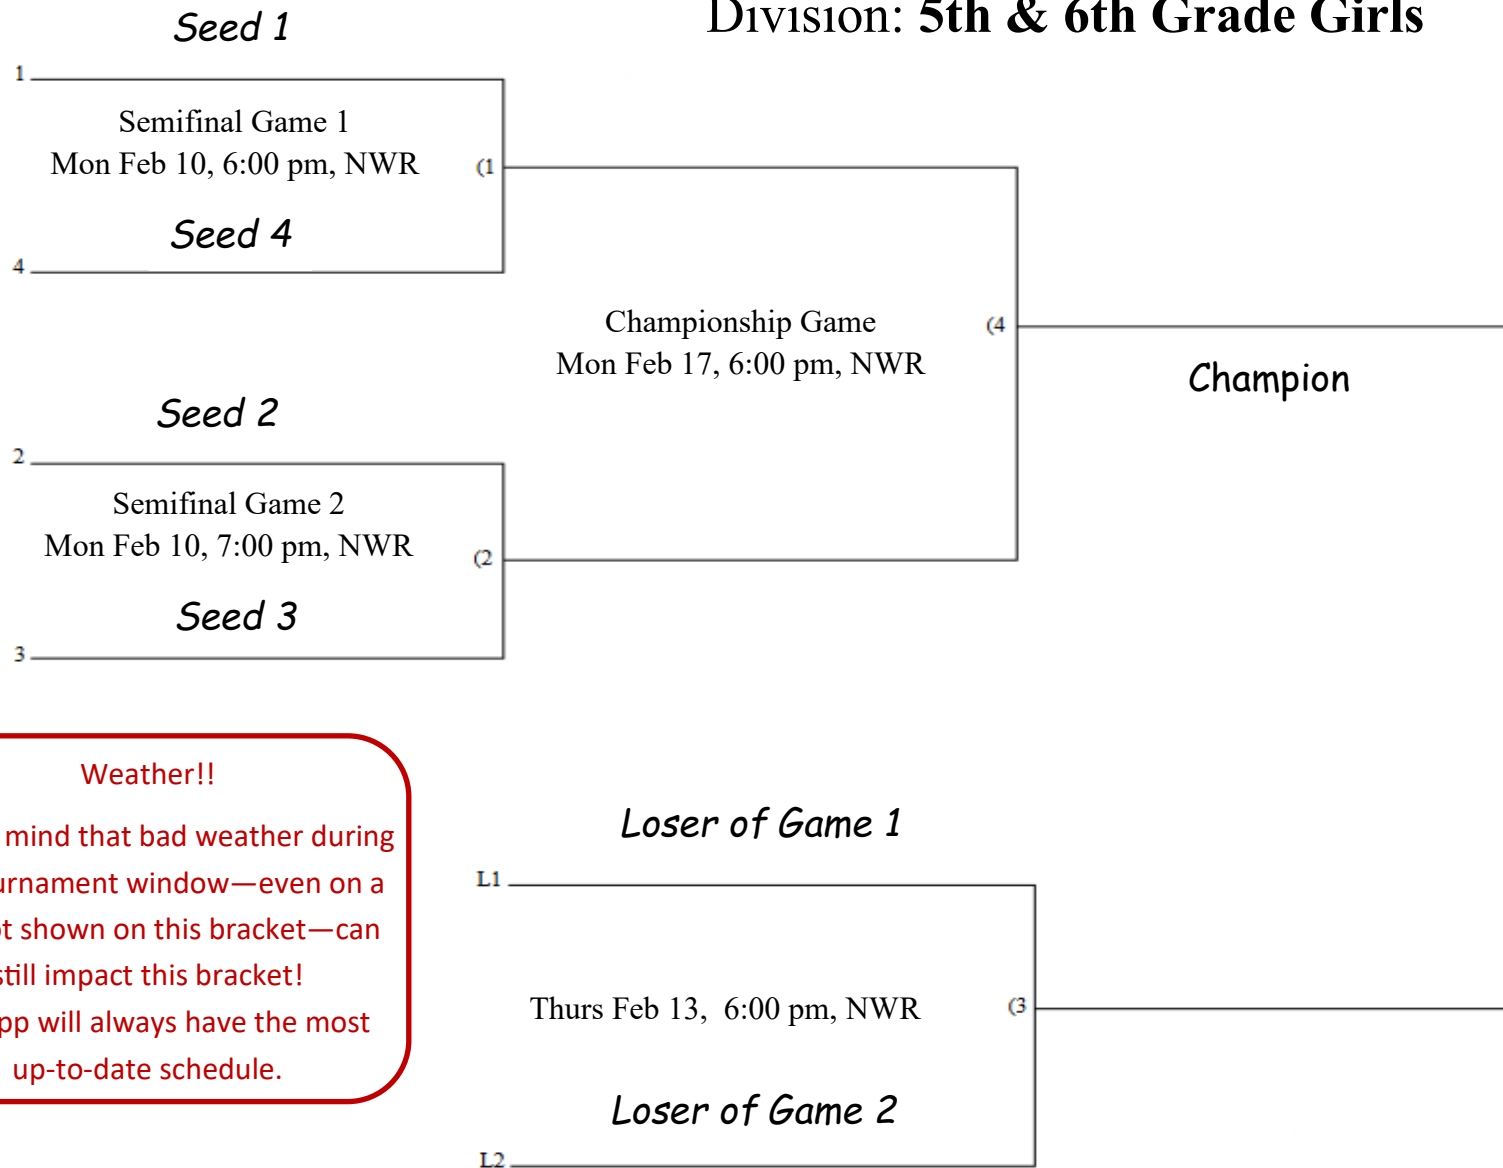 Division: 5th & 6th Grade Girls
Seed 1
1
Semifinal Game 1
Mon Feb 10, 6:00 pm, NWR
(1
Seed 4
4
Championship Game
Mon Feb 17, 6:00 pm, NWR
(4
Champion
Seed 2
2
Semifinal Game 2
Mon Feb 10, 7:00 pm, NWR
(2
Seed 3
3
Weather!!
mind that bad weather during
window—even on a
shown on this bracket—can
impact this bracket!
will always have the most
up-to-date schedule.
Loser of Game 1
L1
Thurs Feb 13, 6:00 pm, NWR
(3
Loser of Game 2
L2